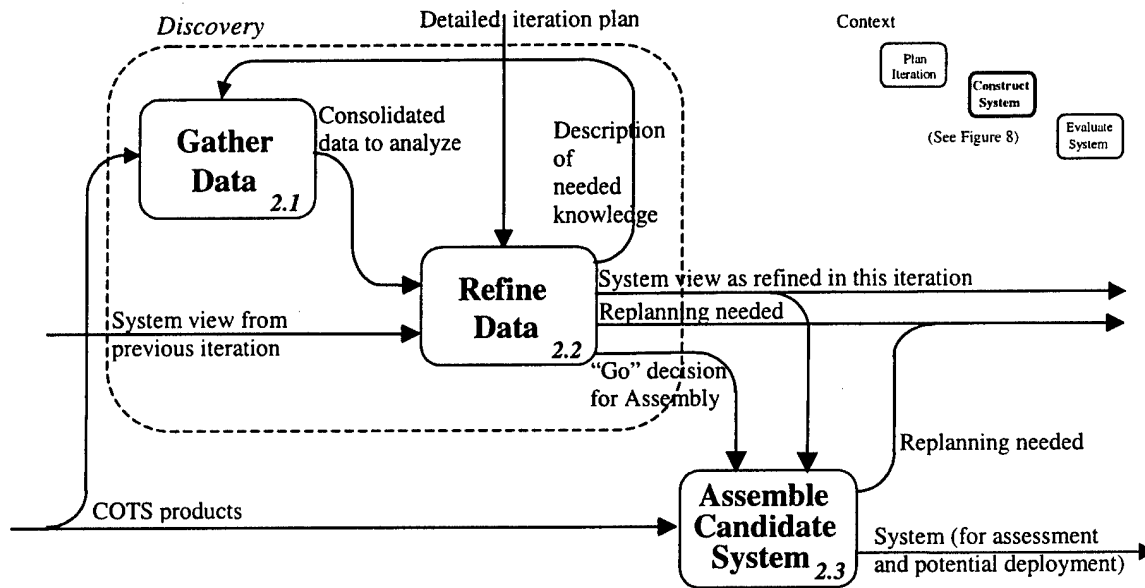 Discovery
Detailed iteration plan
Context
Plan
Iteration
Construct
System
(See Figure 8)
Evaluate
System
Gather
Data
2.1
Consolidated
data to analyze
Description
of
needed
knowledge
Refine
Data
2.2
System view from
previous iteration
System view as refined in this iteration
Replanning needed
“Go” decision
for Assembly
Replanning needed
COTS products
Assemble
Candidate
System
2.3
System (for assessment
and potential deployment)